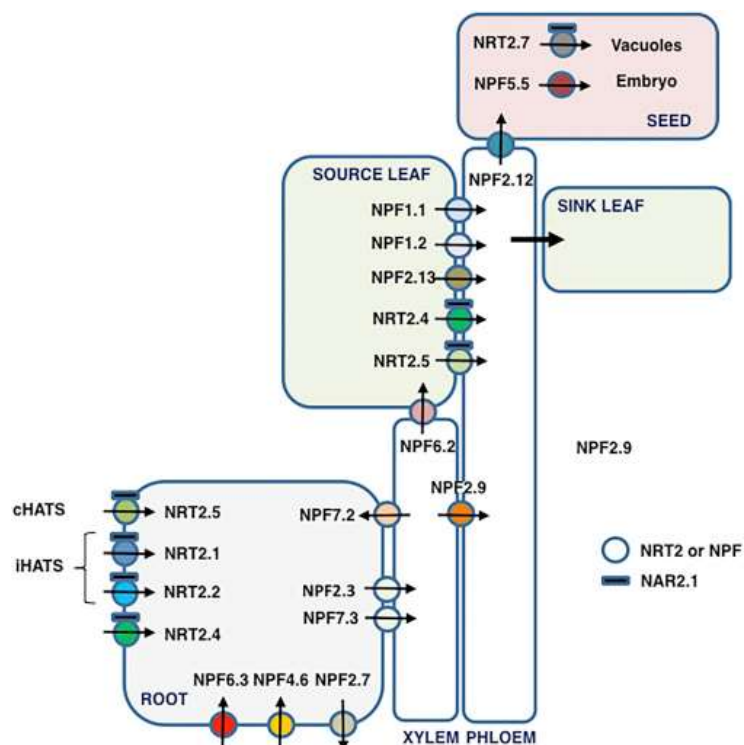 NRT2.7
Vacuoles
NPF5.5
Embryo
SEED
SOURCE LEAF
NPF2.12
SINK LEAF
NPF1.1
NPF1.2
NPF2.13
NRT2.4
NRT2.5
NPF6.2
NPF2.9
NPF2.9
cHATS
NRT2.5
NPF7.2
iHATS
NRT2.1
NRT2.2
NRT2.4
NPF2.3
NPF7.3
NRT2 or NPF
NAR2.1
ROOT
NPF6.3
NPF4.6
NPF2.7
XYLEM
PHLOEM